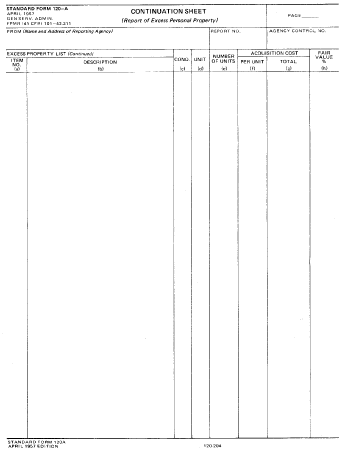 STANDARD FORM 120-A
APRIL 1957
GEN SERV. ADMIN.
FPMR (41 CFR) 101-43.311
CONTINUATION SHEET
(Report of Excess Personal Property)
PAGE
FROM (Name and Address of Reporting Agency)
REPORT NO.
AGENCY CONTROL NO.
EXCESS PROPERTY LIST (Continued)
ITEM NO. (a)
DESCRIPTION (b)
COND. (c)
UNIT (d)
NUMBER OF UNITS (e)
ACQUISITION COST
PER UNIT (f)
TOTAL (g)
FAIR VALUE % (h)
STANDARD FORM 120A
APRIL 1957 EDITION
120-204